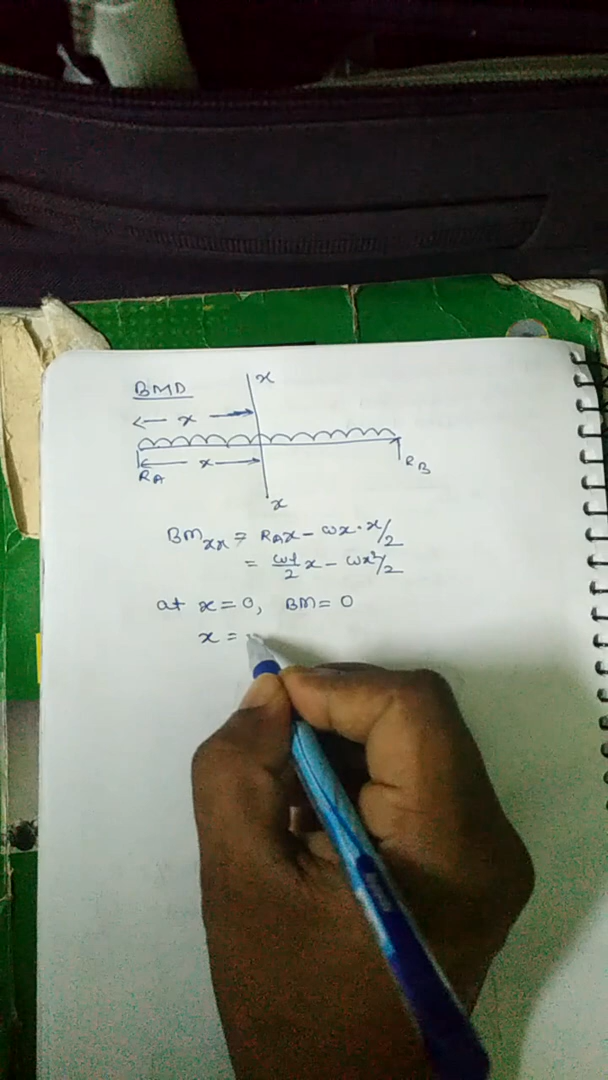 BMD
x
x
x
RA
RB
x
BMxx = RAx - ωx · x/2
= ωl/2 x - ωx²/2
at x = 0, BM = 0
x =